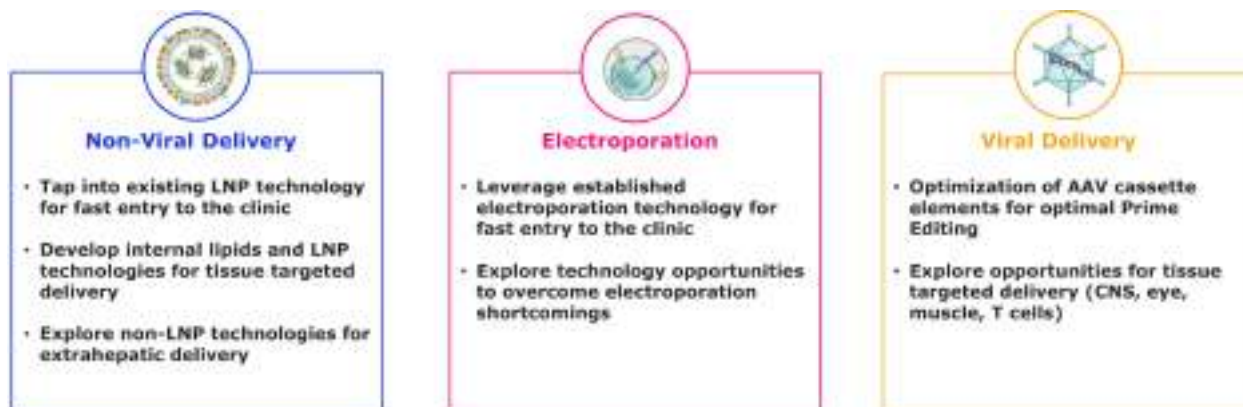 Non-Viral Delivery
• Tap into existing LNP technology
for fast entry to the clinic
• Develop internal lipids and LNP
technologies for tissue targeted
delivery
• Explore non-LNP technologies for
extrahepatic delivery
Electroporation
• Leverage established
electroporation technology for
fast entry to the clinic
• Explore technology opportunities
to overcome electroporation
shortcomings
Viral Delivery
• Optimization of AAV cassette
elements for optimal Prime
Editing
• Explore opportunities for tissue
targeted delivery (CNS, eye,
muscle, T cells)